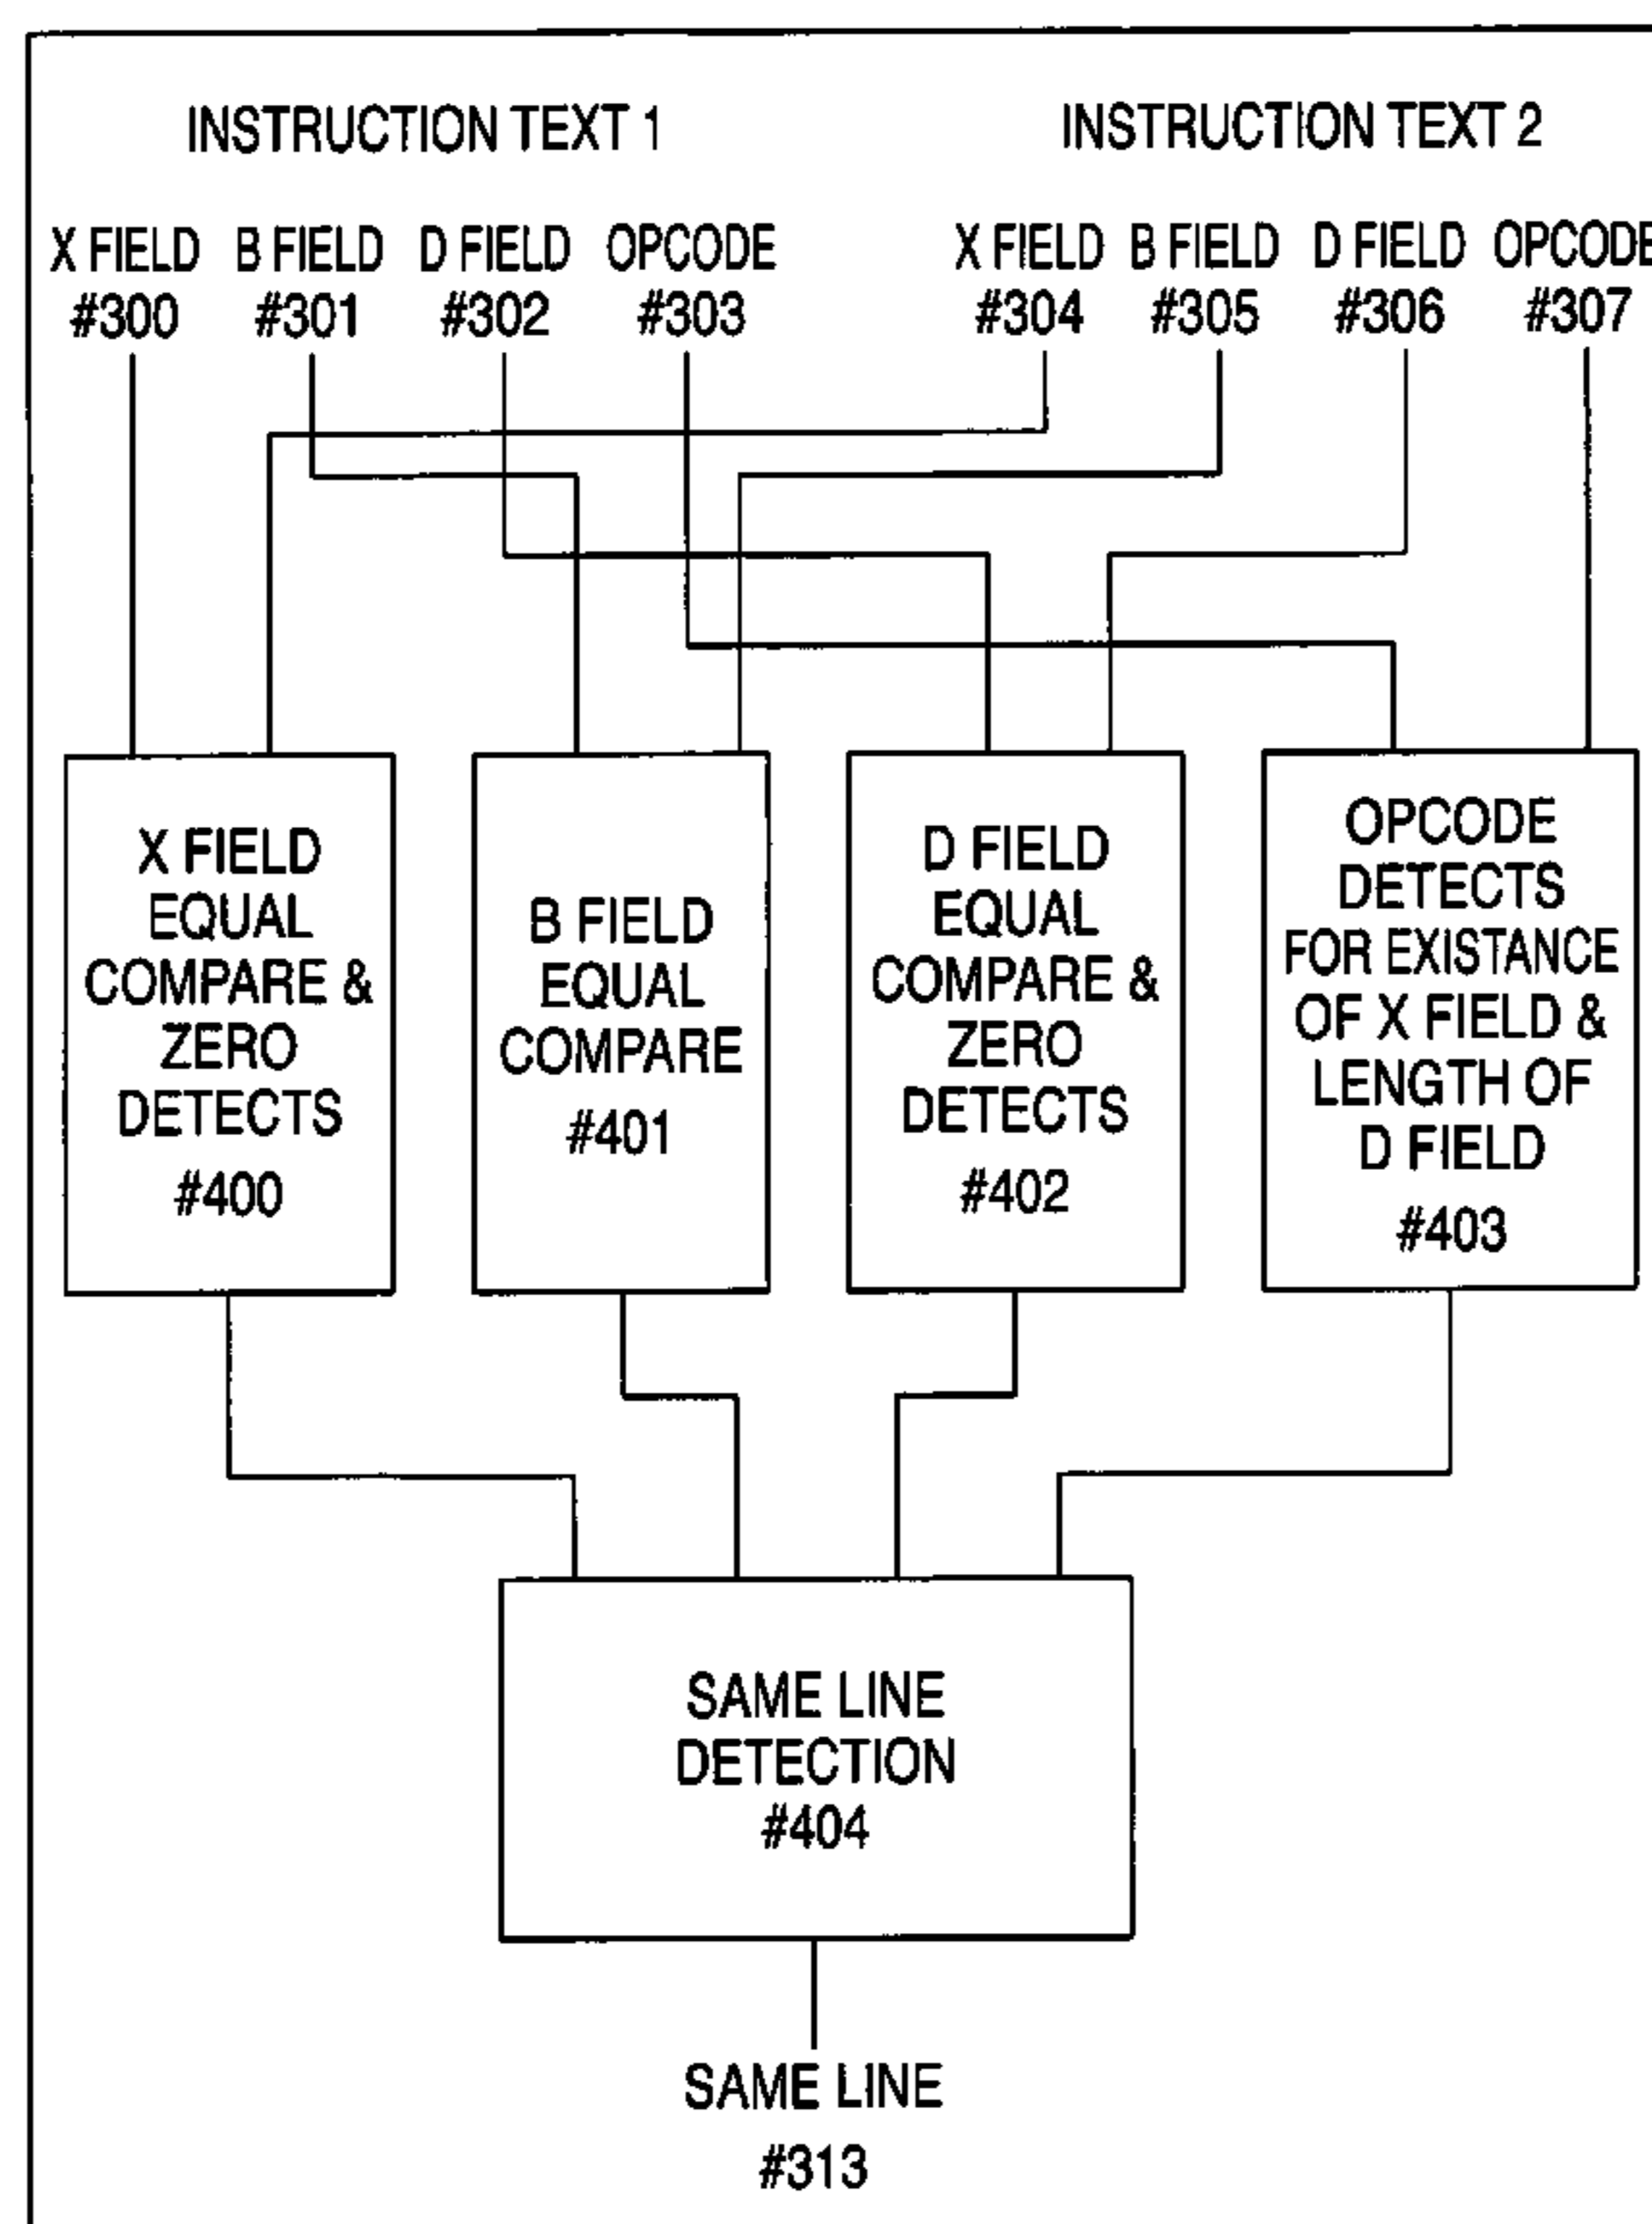 INSTRUCTION TEXT 1 INSTRUCTION TEXT 2
X FIELD B FIELD D FIELD OPCODE X FIELD B FIELD D FIELD OPCODE
#300 #301 #302 #303 #304 #305 #306 #307
X FIELD
EQUAL
COMPARE &
ZERO
DETECTS
#400
B FIELD
EQUAL
COMPARE
#401
D FIELD
EQUAL
COMPARE &
ZERO
DETECTS
#402
OPCODE
DETECTS
FOR EXISTANCE
OF X FIELD &
LENGTH OF
D FIELD
#403
SAME LINE
DETECTION
#404
SAME LINE
#313